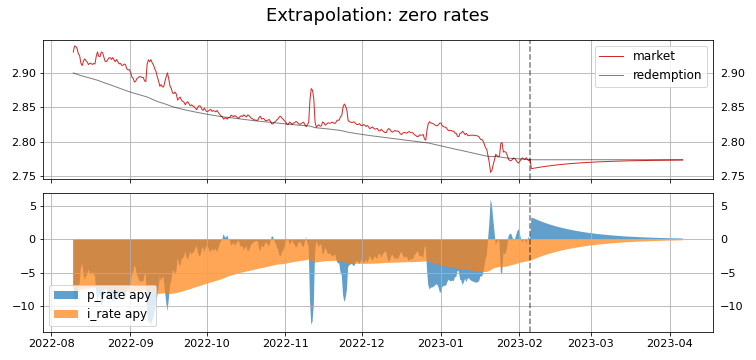 Extrapolation: zero rates
market
redemption
2.90 2.90
2.85 2.85
2.80 2.80
2.75 2.75
5 5
0 0
−5 −5
−10 −10
p_rate apy
i_rate apy
2022-08 2022-09 2022-10 2022-11 2022-12 2023-01 2023-02 2023-03 2023-04